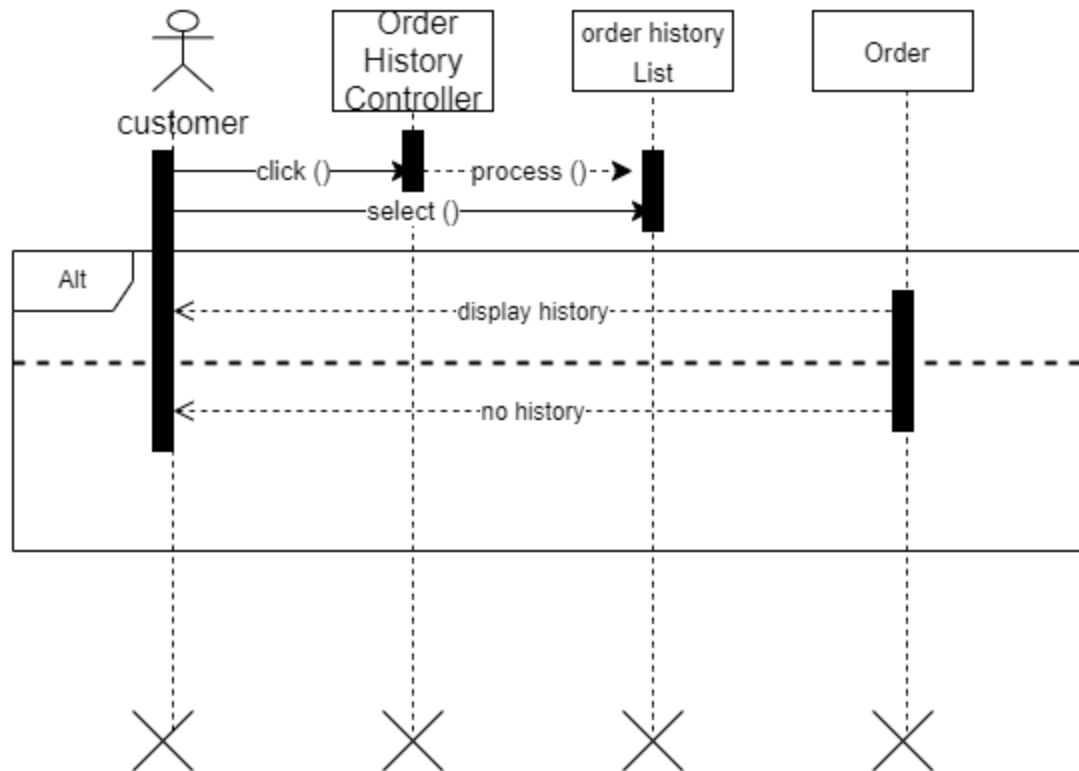 Order
History
Controller
order history
List
Order
customer
click ()
process ()
select ()
Alt
display history
no history